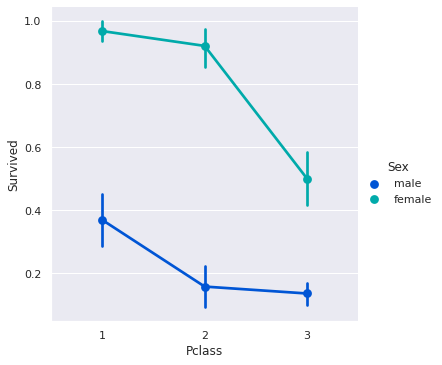 1.0
0.8
0.6
0.4
0.2
Survived
1 2 3
Pclass
Sex
male
female